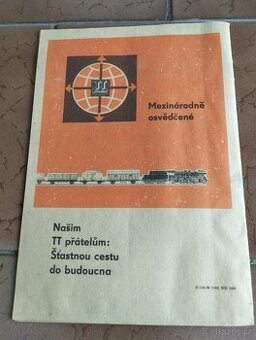 Mezinárodně
osvědčené
Našim
TT přátelům:
Šťastnou cestu
do budoucna